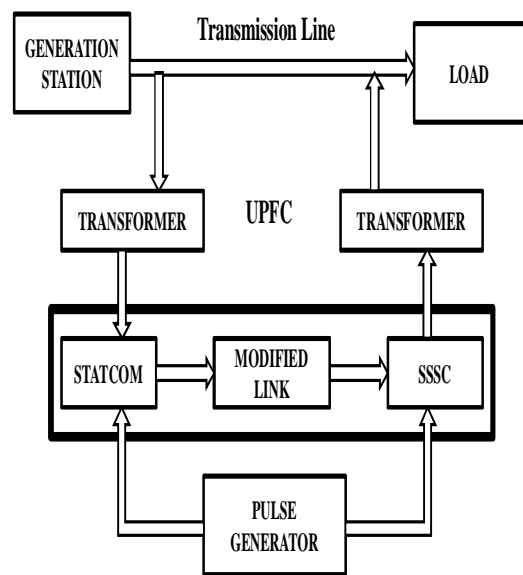 Transmission Line
GENERATION
STATION
LOAD
TRANSFORMER
UPFC
TRANSFORMER
STATCOM
MODIFIED
LINK
SSSC
PULSE
GENERATOR